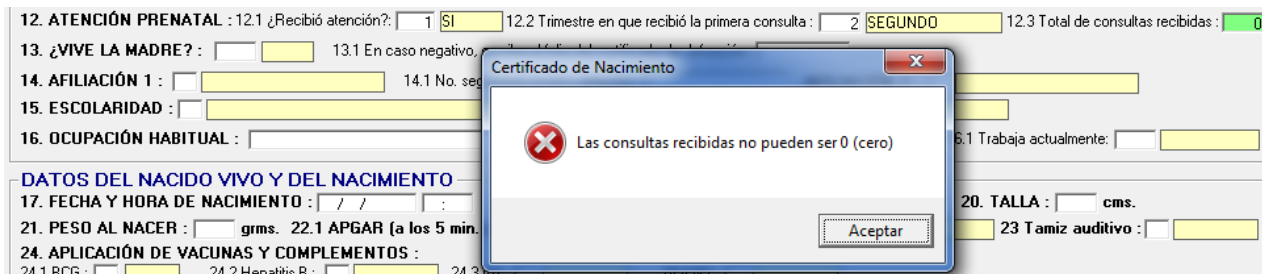 12. ATENCIÓN PRENATAL : 12.1 ¿Recibió atención?: 1 SI 12.2 Trimestre en que recibió la primera consulta : 2 SEGUNDO 12.3 Total de consultas recibidas : 0
13. ¿VIVE LA MADRE? : 13.1 En caso negativo,
Certificado de Nacimiento
14. AFILIACIÓN 1 : 14.1 No. seg
15. ESCOLARIDAD :
16. OCUPACIÓN HABITUAL : 6.1 Trabaja actualmente:
Las consultas recibidas no pueden ser 0 (cero)
DATOS DEL NACIDO VIVO Y DEL NACIMIENTO
17. FECHA Y HORA DE NACIMIENTO : / / : 20. TALLA : cms.
21. PESO AL NACER : grms. 22.1 APGAR (a los 5 min. 23 Tamiz auditivo :
Aceptar
24. APLICACIÓN DE VACUNAS Y COMPLEMENTOS :
24.1 BCG : 24.2 Hepatitis B : 24.3